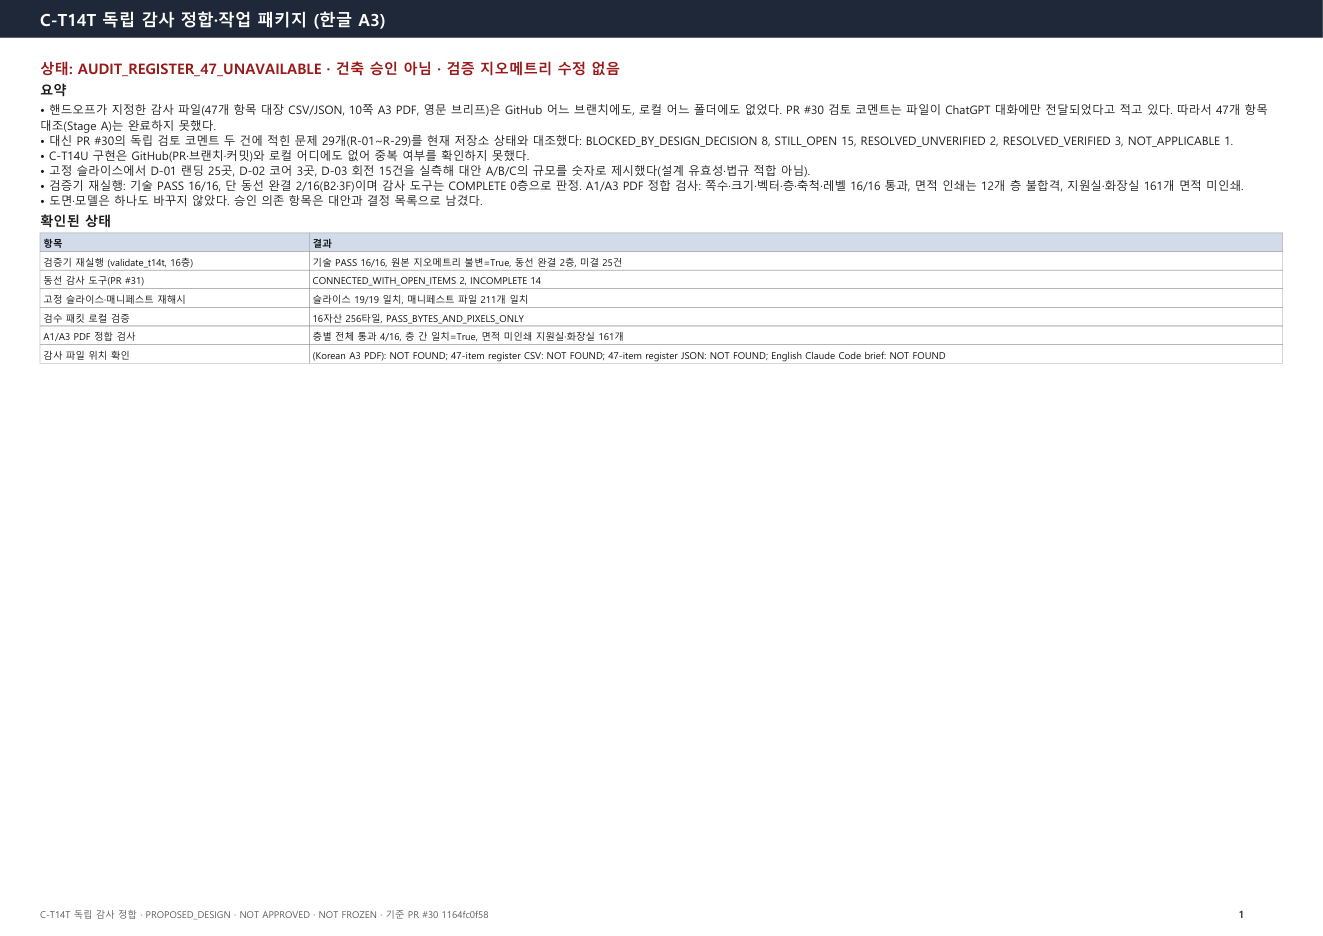 C-T14T 독립 감사 정합·작업 패키지 (한글 A3)
상태: AUDIT_REGISTER_47_UNAVAILABLE · 건축 승인 아님 · 검증 지오메트리 수정 없음
요약
• 핸드오프가 지정한 감사 파일(47개 항목 대장 CSV/JSON, 10쪽 A3 PDF, 영문 브리프)은 GitHub 어느 브랜치에도, 로컬 어느 폴더에도 없었다. PR #30 검토 코멘트는 파일이 ChatGPT 대화에만 전달되었다고 적고 있다. 따라서 47개 항목
대조(Stage A)는 완료하지 못했다.
• 대신 PR #30의 독립 검토 코멘트 두 건에 적힌 문제 29개(R-01~R-29)를 현재 저장소 상태와 대조했다: BLOCKED_BY_DESIGN_DECISION 8, STILL_OPEN 15, RESOLVED_UNVERIFIED 2, RESOLVED_VERIFIED 3, NOT_APPLICABLE 1.
• C-T14U 구현은 GitHub(PR·브랜치·커밋)와 로컬 어디에도 없어 중복 여부를 확인하지 못했다.
• 고정 슬라이스에서 D-01 랜딩 25곳, D-02 코어 3곳, D-03 회전 15건을 실측해 대안 A/B/C의 규모를 숫자로 제시했다(설계 유효성·법규 적합 아님).
• 검증기 재실행: 기술 PASS 16/16, 단 동선 완결 2/16(B2·3F)이며 감사 도구는 COMPLETE 0층으로 판정. A1/A3 PDF 정합 검사: 쪽수·크기·벡터·층·축척·레벨 16/16 통과, 면적 인쇄는 12개 층 불합격, 지원실·화장실 161개 면적 미인쇄.
• 도면·모델은 하나도 바꾸지 않았다. 승인 의존 항목은 대안과 결정 목록으로 남겼다.
확인된 상태
항목 결과
검증기 재실행 (validate_t14t, 16층) 기술 PASS 16/16, 원본 지오메트리 불변=True, 동선 완결 2층, 미결 25건
동선 감사 도구(PR #31) CONNECTED_WITH_OPEN_ITEMS 2, INCOMPLETE 14
고정 슬라이스·매니페스트 재해시 슬라이스 19/19 일치, 매니페스트 파일 211개 일치
검수 패킷 로컬 검증 16자산 256타일, PASS_BYTES_AND_PIXELS_ONLY
A1/A3 PDF 정합 검사 층별 전체 통과 4/16, 층 간 일치=True, 면적 미인쇄 지원실·화장실 161개
감사 파일 위치 확인 (Korean A3 PDF): NOT FOUND; 47-item register CSV: NOT FOUND; 47-item register JSON: NOT FOUND; English Claude Code brief: NOT FOUND
C-T14T 독립 감사 정합 · PROPOSED_DESIGN · NOT APPROVED · NOT FROZEN · 기준 PR #30 1164fc0f58 1